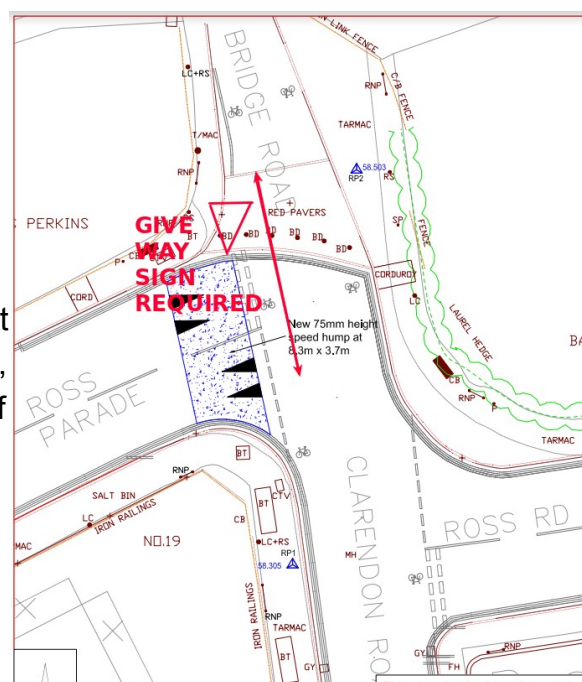 LINK FENCE
BRIDGE ROAD
LC+RS
C/B FENCE
RNP
TARMAC
T/MAC
58.503
RP2
RS
RNP
PERKINS
GIVE
WAY
SIGN
REQUIRED
RED PAVERS
SP
BT
BD
BD
BD
BD
BD
FENCE
CB
P
CORDUROY
CORD
LC
New 75mm height
speed hump at
8.3m x 3.7m
LAUREL HEDGE
BA
ROSS
PARADE
CB
RNP
P
TARMAC
BT
RNP
SALT BIN
CTV
BT
LC
IRON RAILINGS
CB
CLARENDON RO
ROSS RD
MAC
NO.19
LC+RS
RP1
58.305
MH
IRON RAILINGS
RNP
TARMAC
BT
GY
GY
RNP
FH